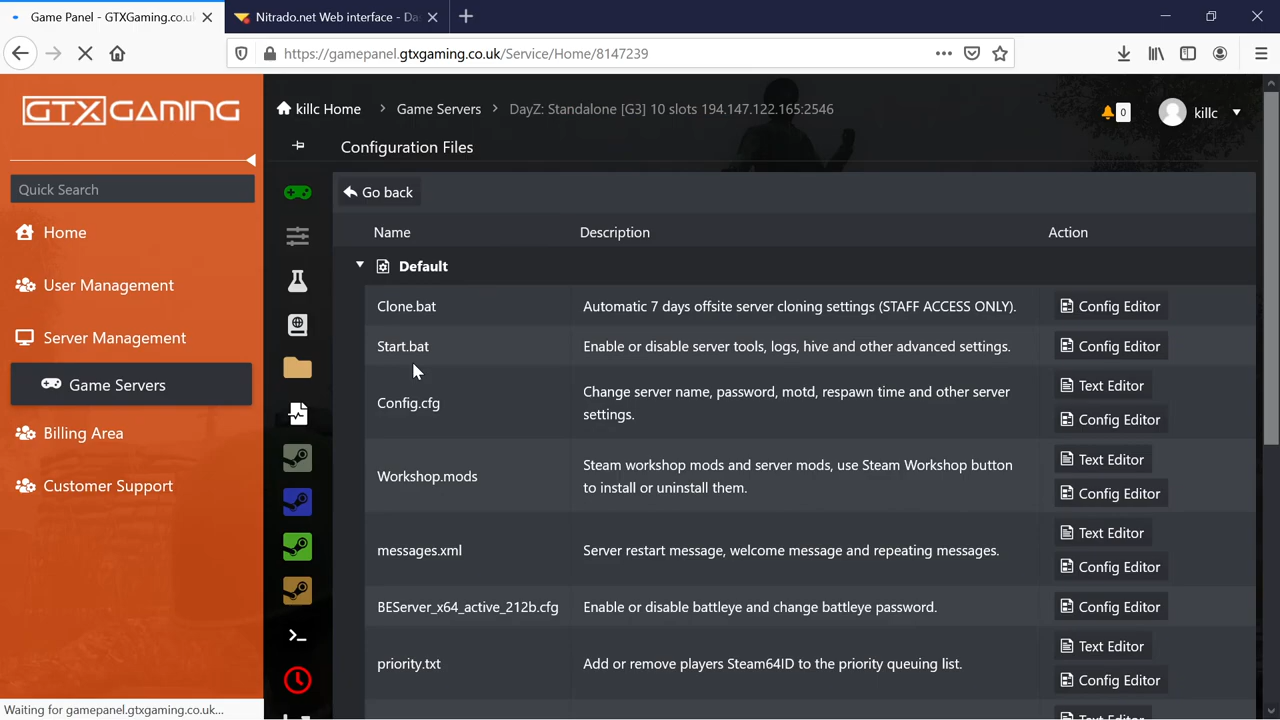 Game Panel - GTXGaming.co.u
Nitrado.net Web interface - Da
https://gamepanel.gtxgaming.co.uk/Service/Home/8147239
GTXGAMING
killc Home
Game Servers
DayZ: Standalone [G3] 10 slots 194.147.122.165:2546
0
killc
Configuration Files
Quick Search
Home
User Management
Server Management
Game Servers
Billing Area
Customer Support
Go back
Name Description Action
Default
Clone.bat Automatic 7 days offsite server cloning settings (STAFF ACCESS ONLY). Config Editor
Start.bat Enable or disable server tools, logs, hive and other advanced settings. Config Editor
Config.cfg Change server name, password, motd, respawn time and other server
settings.
Text Editor
Config Editor
Workshop.mods Steam workshop mods and server mods, use Steam Workshop button
to install or uninstall them.
Text Editor
Config Editor
messages.xml Server restart message, welcome message and repeating messages.
Text Editor
Config Editor
BEServer_x64_active_212b.cfg Enable or disable battleye and change battleye password. Config Editor
priority.txt Add or remove players Steam64ID to the priority queuing list.
Text Editor
Config Editor
Text Editor
Waiting for gamepanel.gtxgaming.co.uk...